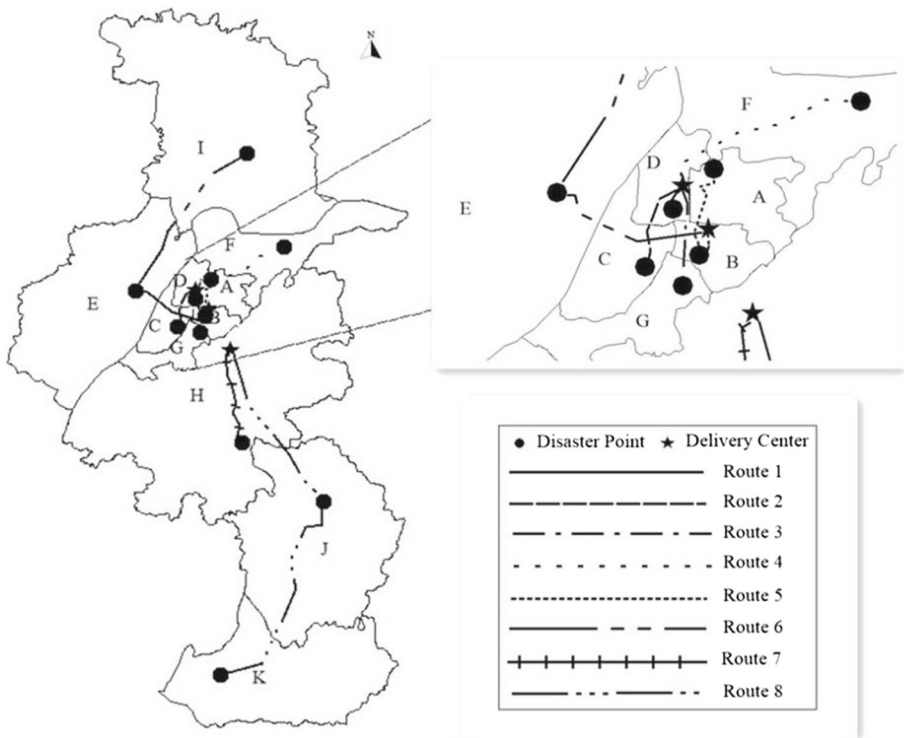 N
I
F
E
D
A
B
C
G
H
J
K
F
D
A
E
C
B
G
Disaster Point
Delivery Center
Route 1
Route 2
Route 3
Route 4
Route 5
Route 6
Route 7
Route 8